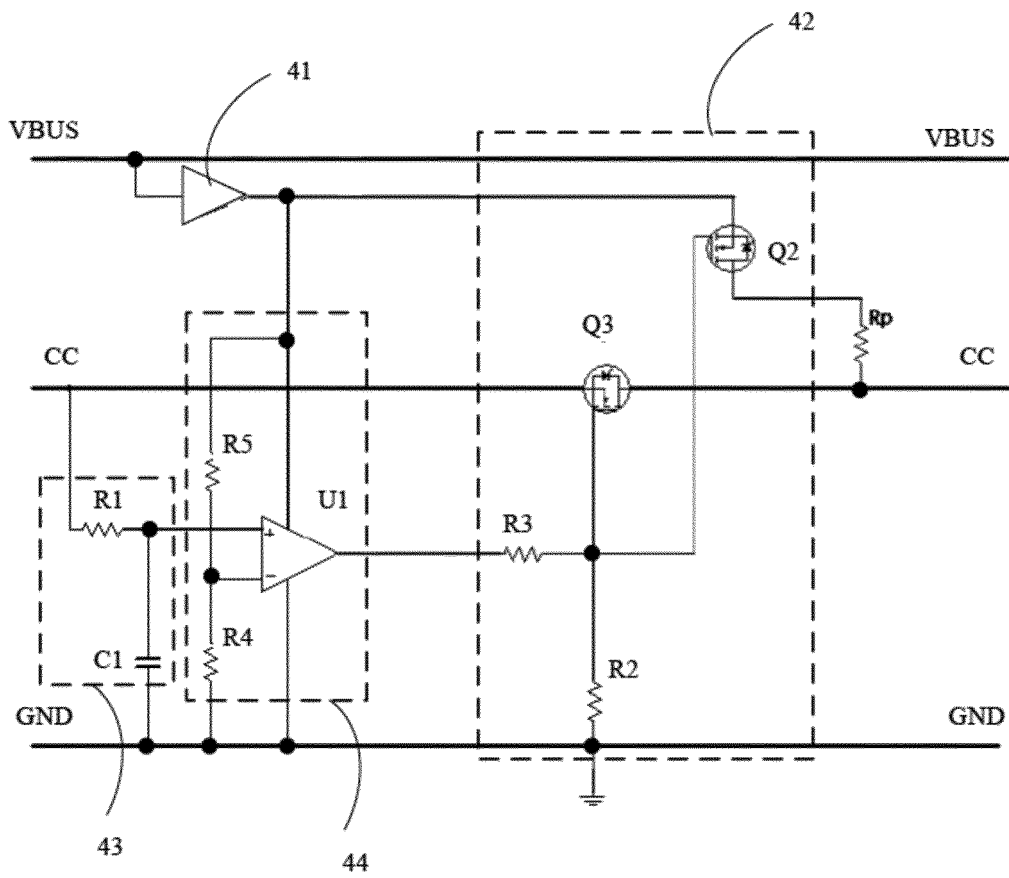 42
41
VBUS
VBUS
Q2
Rp
Q3
CC
CC
R5
R1
U1
+
R3
−
R4
C1
R2
GND
GND
43
44